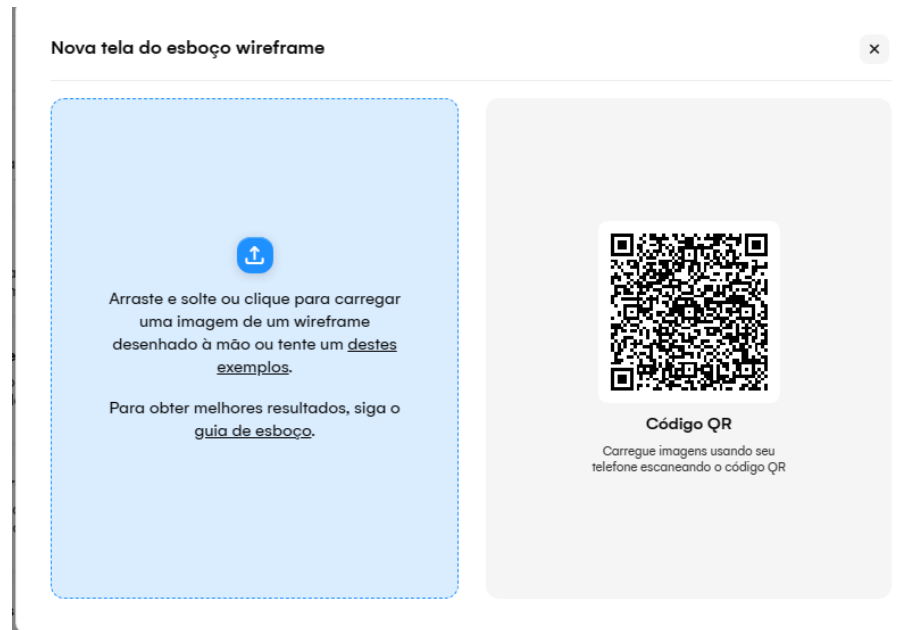 Nova tela do esboço wireframe
Arraste e solte ou clique para carregar
uma imagem de um wireframe
desenhado à mão ou tente um destes
exemplos.
Para obter melhores resultados, siga o
guia de esboço.
Código QR
Carregue imagens usando seu
telefone escaneando o código QR